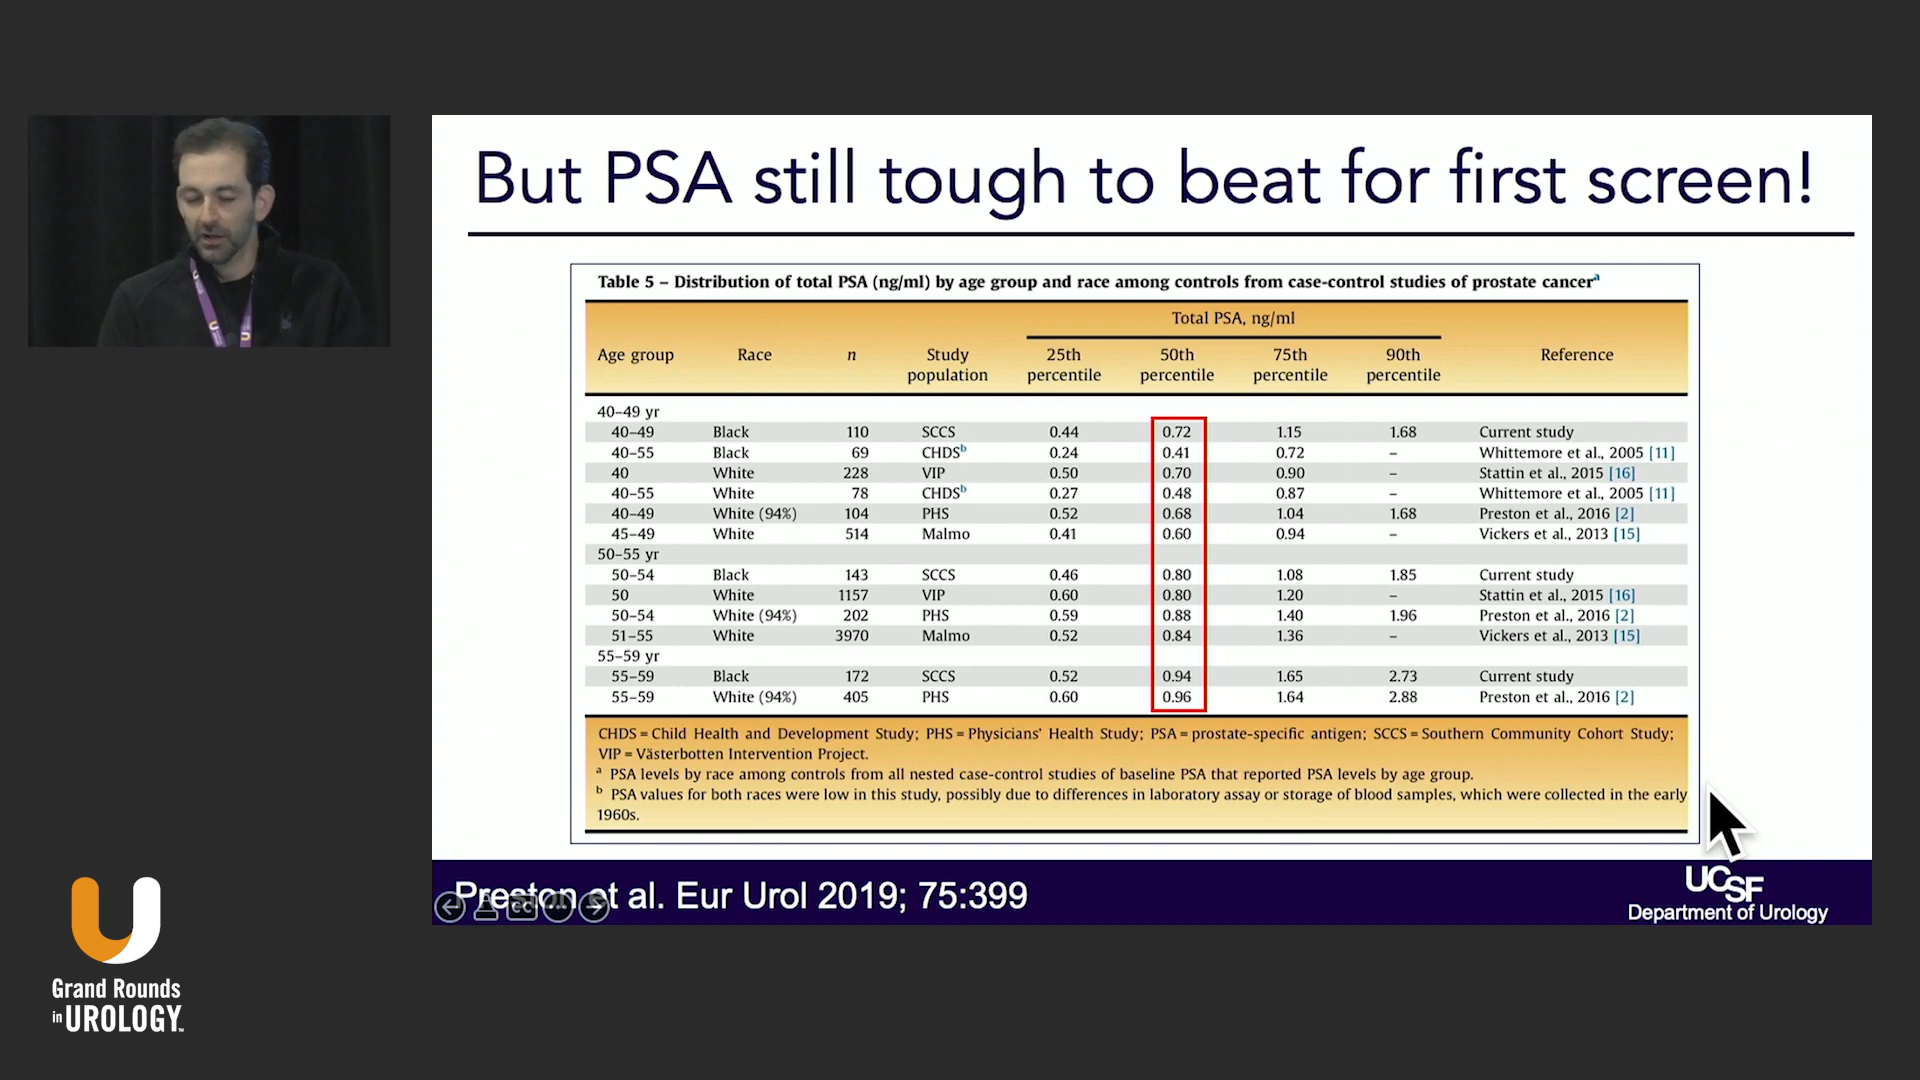 But PSA still tough to beat for first screen!
Table 5 – Distribution of total PSA (ng/ml) by age group and race among controls from case-control studies of prostate cancerᵃ
Total PSA, ng/ml
Age group Race n Study population 25th percentile 50th percentile 75th percentile 90th percentile Reference
40–49 yr
40–49 Black 110 SCCS 0.44 0.72 1.15 1.68 Current study
40–55 Black 69 CHDSᵇ 0.24 0.41 0.72 – Whittemore et al., 2005 [11]
40 White 228 VIP 0.50 0.70 0.90 – Stattin et al., 2015 [16]
40–55 White 78 CHDSᵇ 0.27 0.48 0.87 – Whittemore et al., 2005 [11]
40–49 White (94%) 104 PHS 0.52 0.68 1.04 1.68 Preston et al., 2016 [2]
45–49 White 514 Malmo 0.41 0.60 0.94 – Vickers et al., 2013 [15]
50–55 yr
50–54 Black 143 SCCS 0.46 0.80 1.08 1.85 Current study
50 White 1157 VIP 0.60 0.80 1.20 – Stattin et al., 2015 [16]
50–54 White (94%) 202 PHS 0.59 0.88 1.40 1.96 Preston et al., 2016 [2]
51–55 White 3970 Malmo 0.52 0.84 1.36 – Vickers et al., 2013 [15]
55–59 yr
55–59 Black 172 SCCS 0.52 0.94 1.65 2.73 Current study
55–59 White (94%) 405 PHS 0.60 0.96 1.64 2.88 Preston et al., 2016 [2]
CHDS = Child Health and Development Study; PHS = Physicians' Health Study; PSA = prostate-specific antigen; SCCS = Southern Community Cohort Study;
VIP = Västerbotten Intervention Project.
ᵃ PSA levels by race among controls from all nested case-control studies of baseline PSA that reported PSA levels by age group.
ᵇ PSA values for both races were low in this study, possibly due to differences in laboratory assay or storage of blood samples, which were collected in the early
1960s.
Preston et al. Eur Urol 2019; 75:399
UCSF
Department of Urology
Grand Rounds
in UROLOGY™